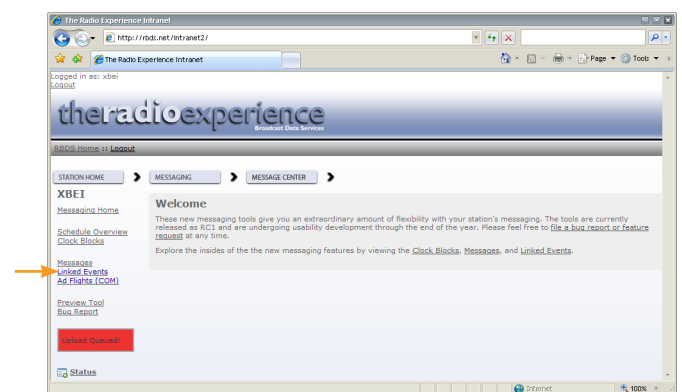 The Radio Experience Intranet
http://rbds.net/Intranet2/
The Radio Experience Intranet
Page
Tools
Logged in as: xbei
Logout
theradioexperience
Broadcast Data Services
RBDS Home :: Logout
STATION HOME
MESSAGING
MESSAGE CENTER
XBEI
Messaging Home
Schedule Overview
Clock Blocks
Messages
Linked Events
Ad Flights (COM)
Preview Tool
Bug Report
Upload Queued!
Status
Welcome
These new messaging tools give you an extraordinary amount of flexibility with your station's messaging. The tools are currently
released as RC1 and are undergoing usability development through the end of the year. Please feel free to file a bug report or feature
request at any time.
Explore the insides of the the new messaging features by viewing the Clock Blocks, Messages, and Linked Events.
Internet
100%